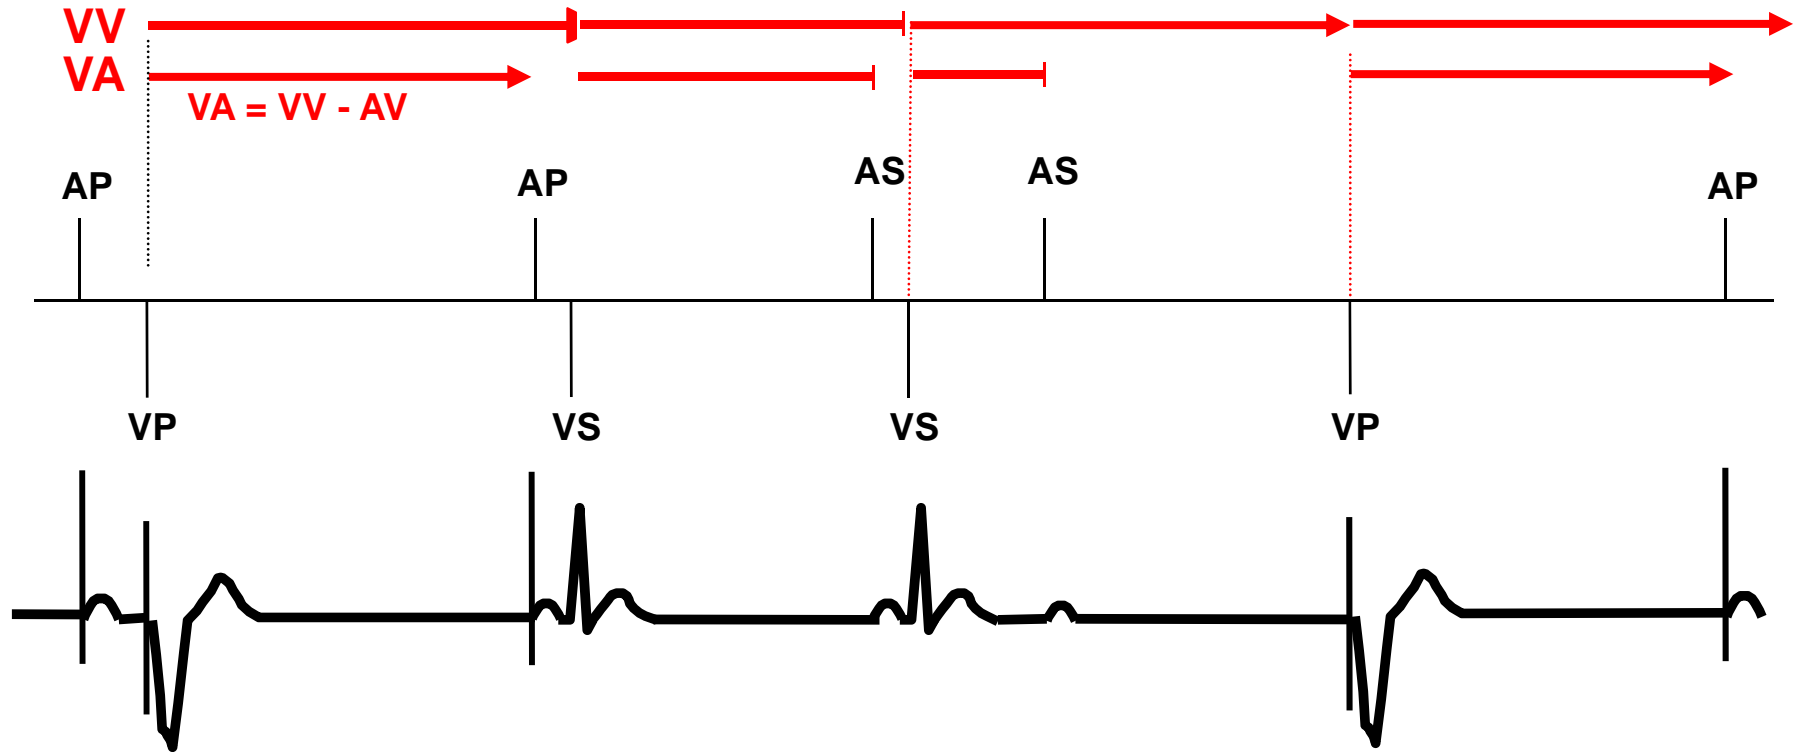 VV
VA
VA = VV - AV
AP AP AS AS AP
VP VS VS VP